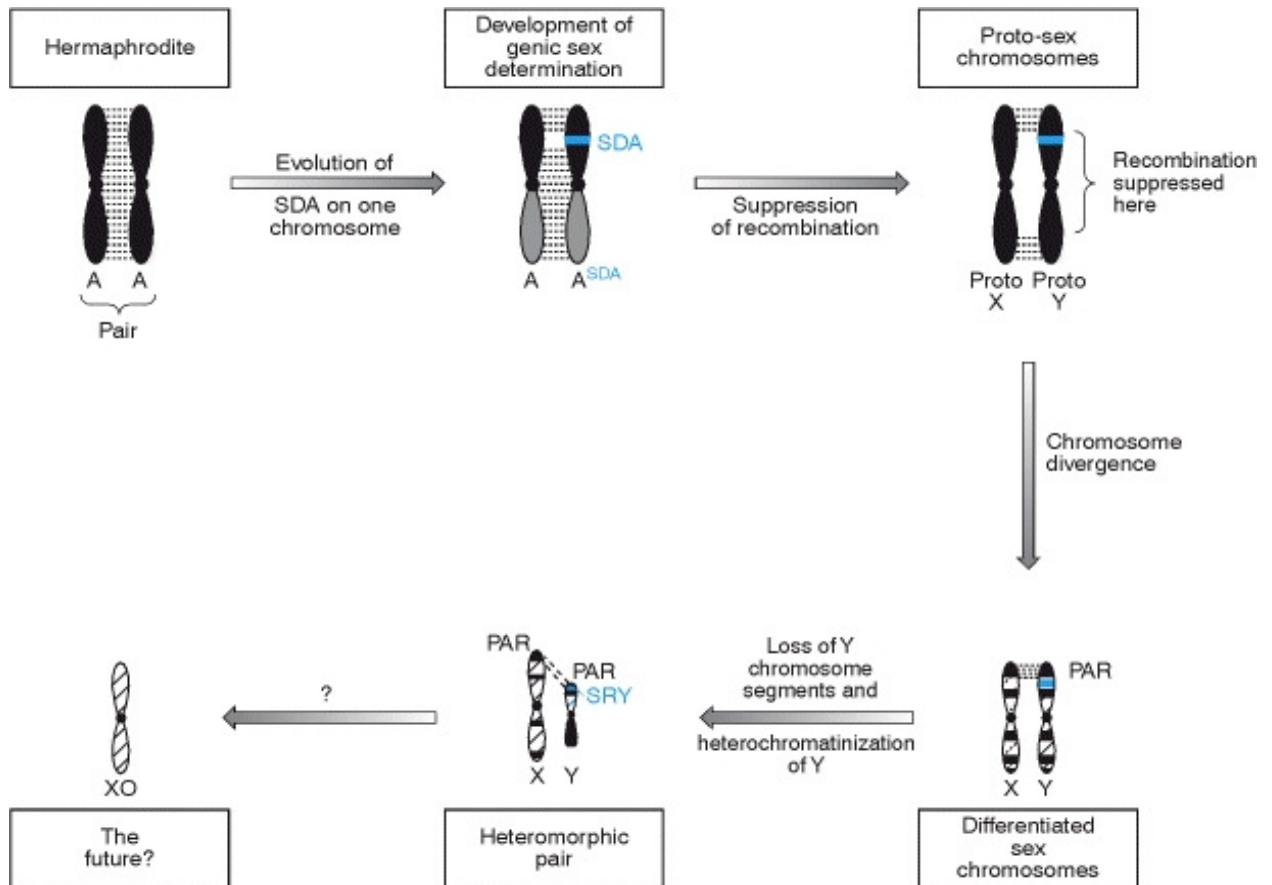 Hermaphrodite
Development of
genic sex
determination
Proto-sex
chromosomes
SDA
Evolution of
SDA on one
chromosome
Suppression
of recombination
Recombination
suppressed
here
A A
Pair
A A^SDA
Proto Proto
X Y
Chromosome
divergence
PAR
PAR
SRY
Loss of Y
chromosome
segments and
heterochromatinization
of Y
PAR
?
XO
X Y
X Y
The
future?
Heteromorphic
pair
Differentiated
sex
chromosomes